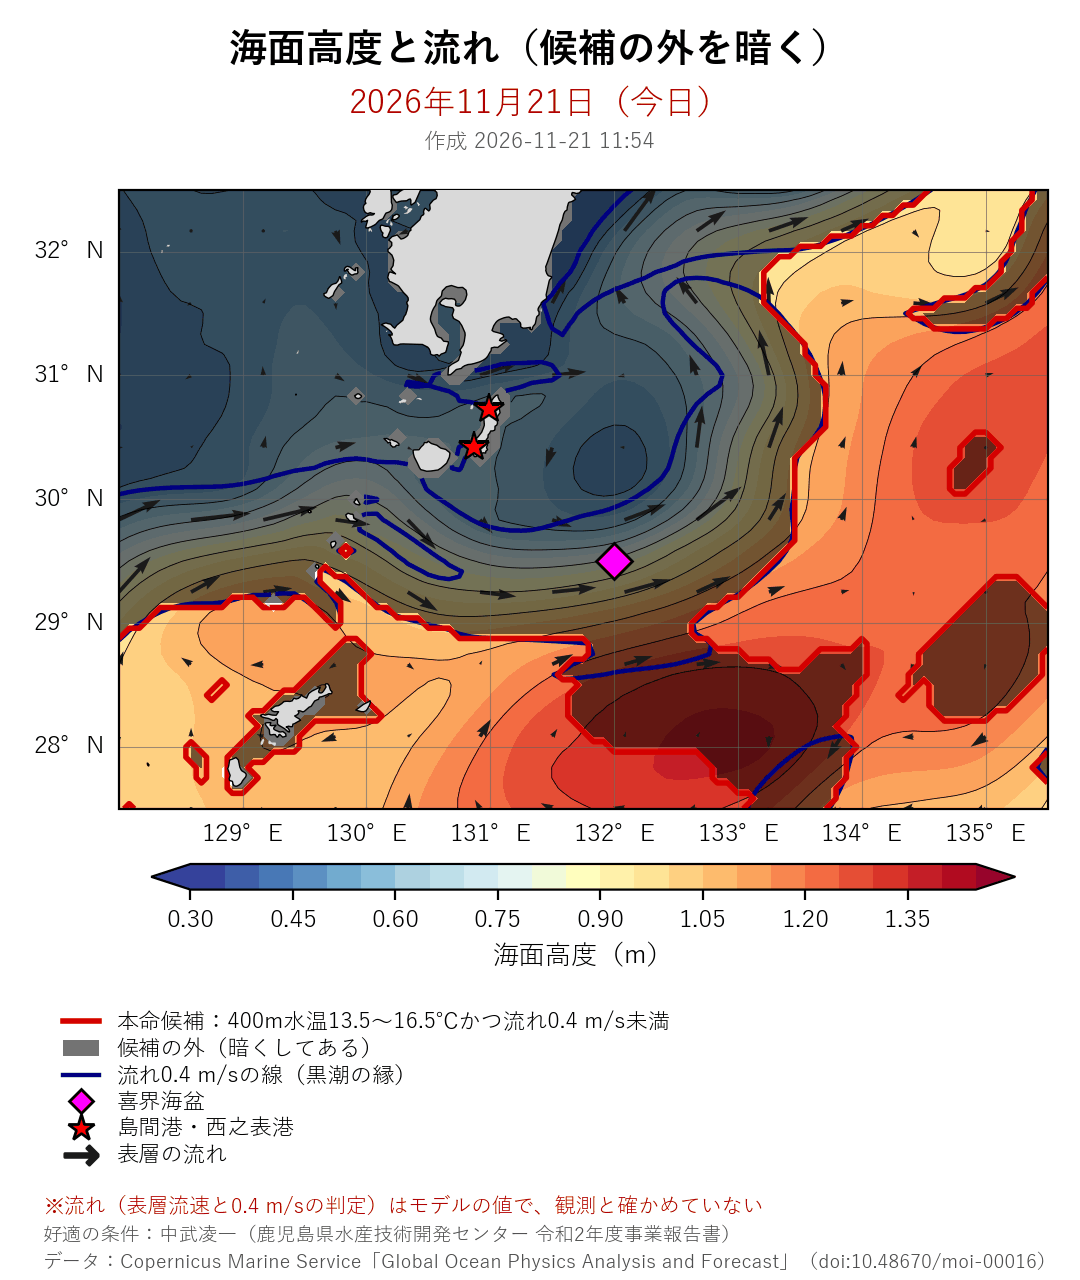 海面高度と流れ（候補の外を暗く）
2026年11月21日（今日）
作成 2026-11-21 11:54
32° N
31° N
30° N
29° N
28° N
129° E 130° E 131° E 132° E 133° E 134° E 135° E
0.30 0.45 0.60 0.75 0.90 1.05 1.20 1.35
海面高度（m）
本命候補：400m水温13.5～16.5℃かつ流れ0.4 m/s未満
候補の外（暗くしてある）
流れ0.4 m/sの線（黒潮の縁）
喜界海盆
島間港・西之表港
表層の流れ
※流れ（表層流速と0.4 m/sの判定）はモデルの値で、観測と確かめていない
好適の条件：中武凌一（鹿児島県水産技術開発センター 令和2年度事業報告書）
データ：Copernicus Marine Service「Global Ocean Physics Analysis and Forecast」（doi:10.48670/moi-00016）